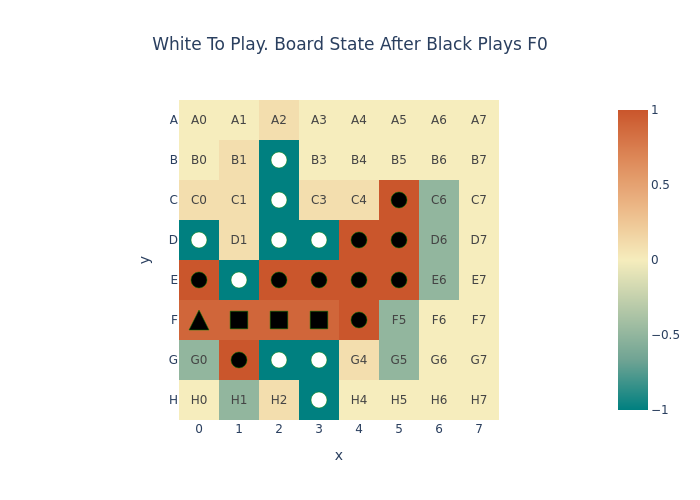 White To Play. Board State After Black Plays F0
A A0 A1 A2 A3 A4 A5 A6 A7
B B0 B1 B3 B4 B5 B6 B7
C C0 C1 C3 C4 C6 C7
D D1 D6 D7
E E6 E7
F F5 F6 F7
G G0 G4 G5 G6 G7
H H0 H1 H2 H4 H5 H6 H7
0 1 2 3 4 5 6 7
x
y
1
0.5
0
−0.5
−1